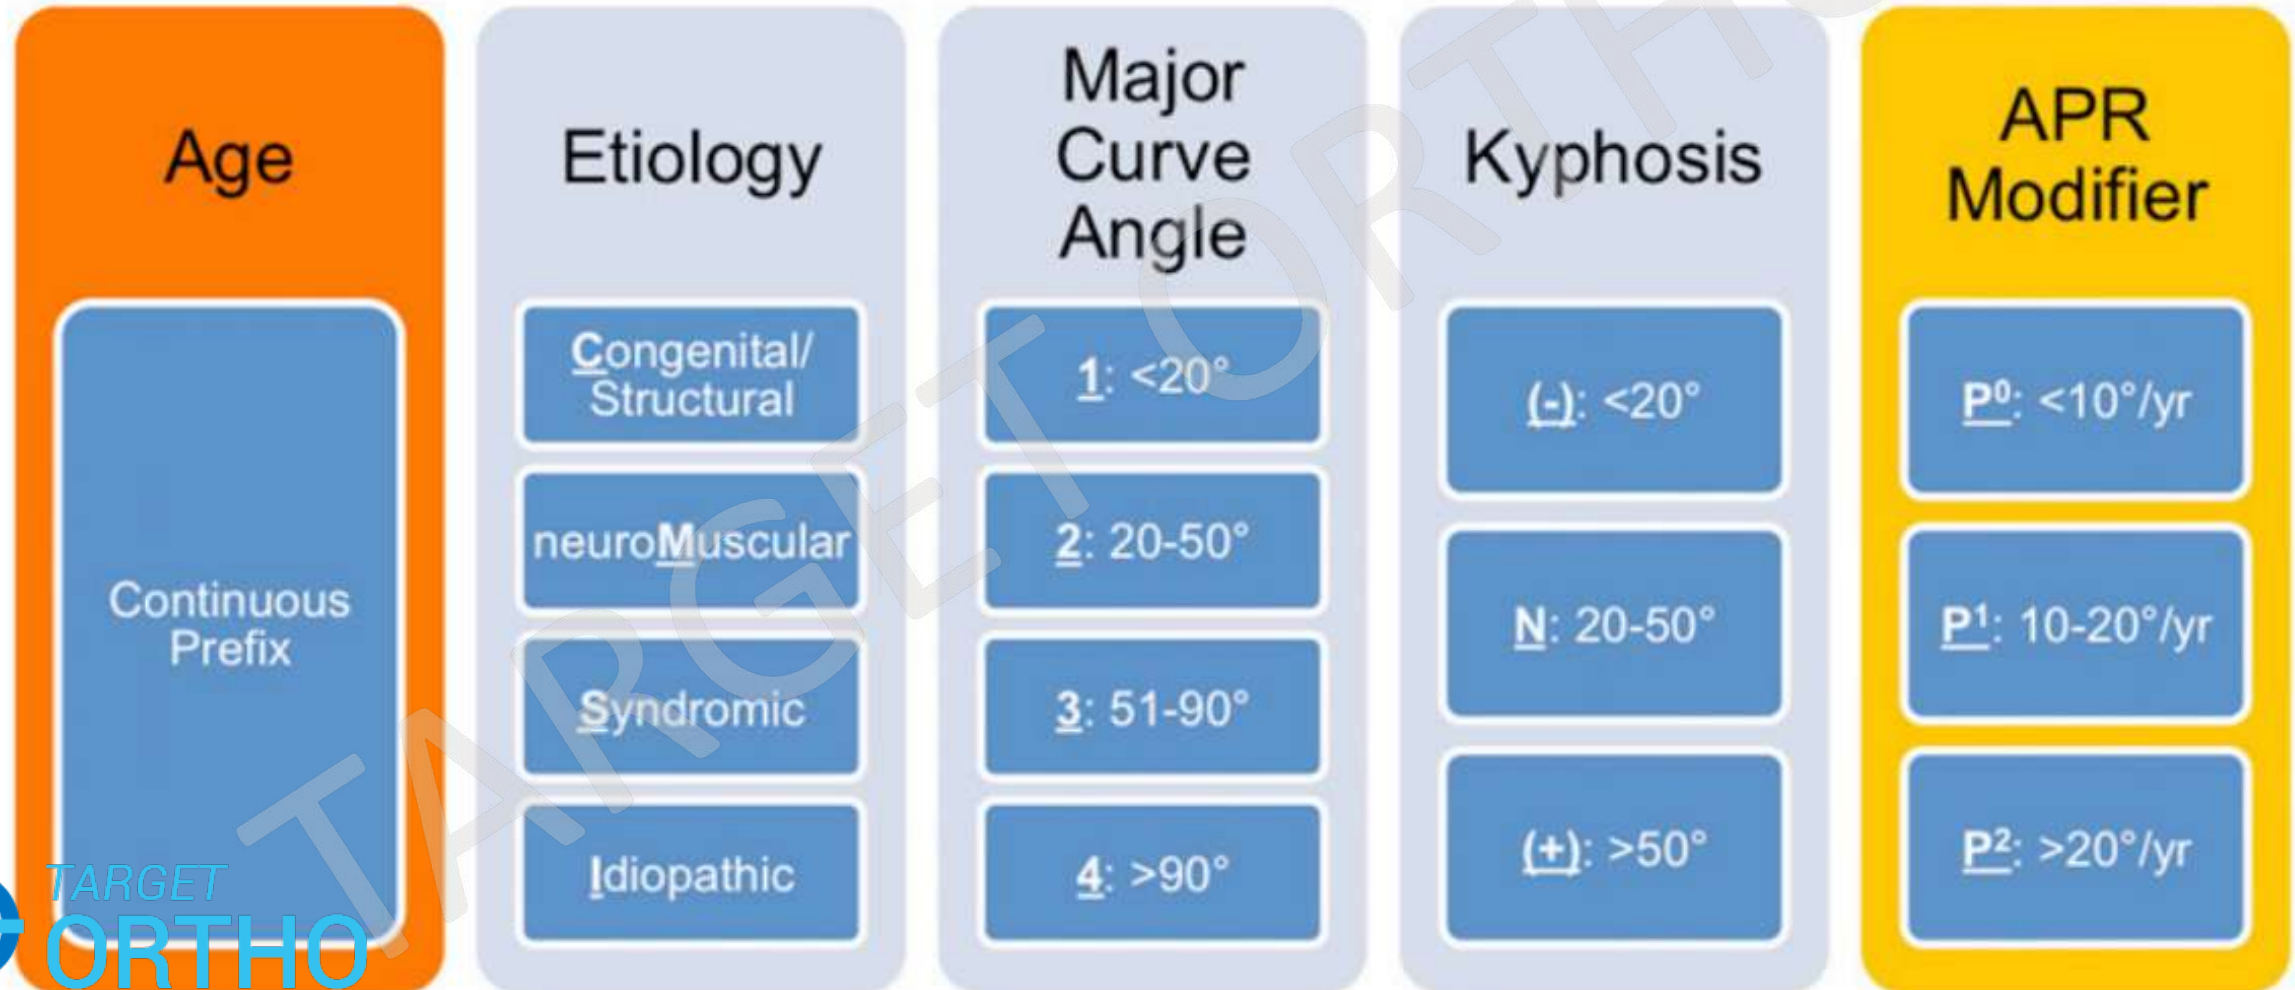 Age
Continuous
Prefix
Etiology
Congenital/
Structural
neuroMuscular
Syndromic
Idiopathic
Major
Curve
Angle
1: <20°
2: 20-50°
3: 51-90°
4: >90°
Kyphosis
(-): <20°
N: 20-50°
(+): >50°
APR
Modifier
P⁰: <10°/yr
P¹: 10-20°/yr
P²: >20°/yr
TARGET ORTHO
TARGET
ORTHO